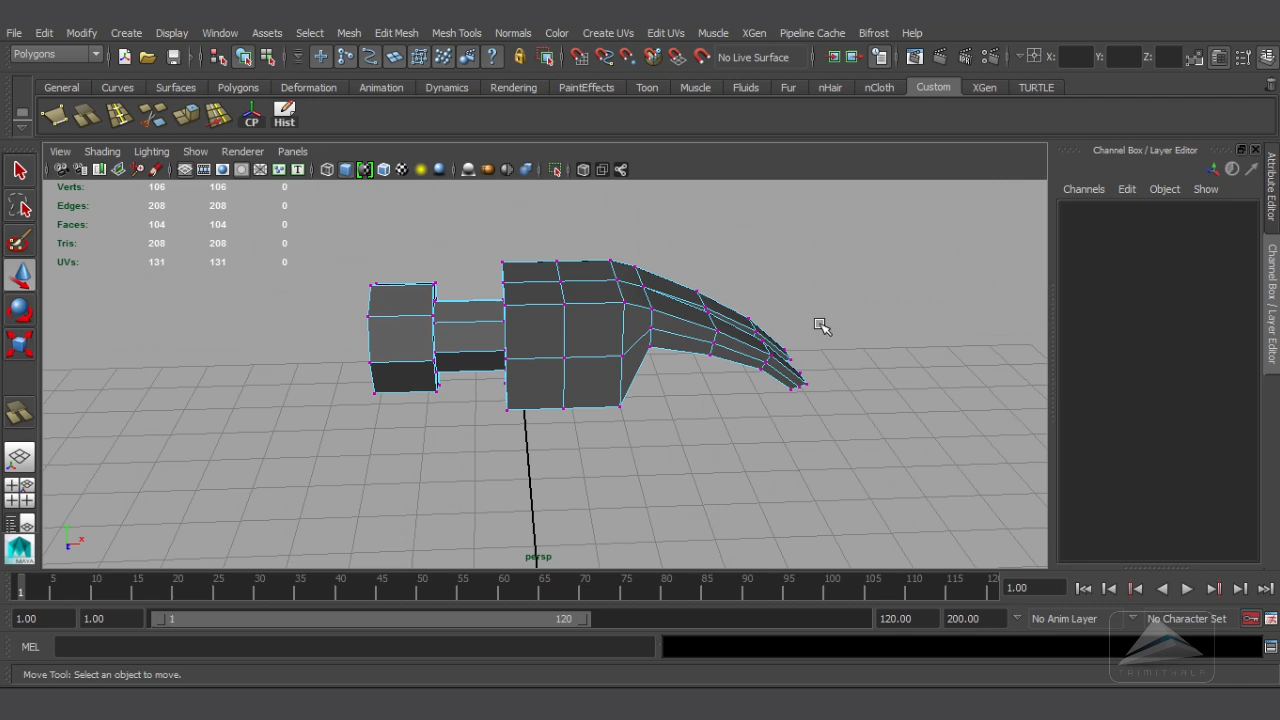 File Edit Modify Create Display Window Assets Select Mesh Edit Mesh Mesh Tools Normals Color Create UVs Edit UVs Muscle XGen Pipeline Cache Bifrost Help
Polygons No Live Surface X: Y: Z:
General Curves Surfaces Polygons Deformation Animation Dynamics Rendering PaintEffects Toon Muscle Fluids Fur nHair nCloth Custom XGen TURTLE
CP Hist
View Shading Lighting Show Renderer Panels
Channel Box / Layer Editor
Channels Edit Object Show
Verts: 106 106 0
Edges: 208 208 0
Faces: 104 104 0
Tris: 208 208 0
UVs: 131 131 0
Attribute Editor
Channel Box / Layer Editor
y
x
persp
MAYA
5 10 15 20 25 30 35 40 45 50 55 60 65 70 75 80 85 90 95 100 105 110 115 12
1
1.00
1.00 1.00 1 120 120.00 200.00 No Anim Layer No Character Set
MEL
TRIMITHALP
Move Tool: Select an object to move.